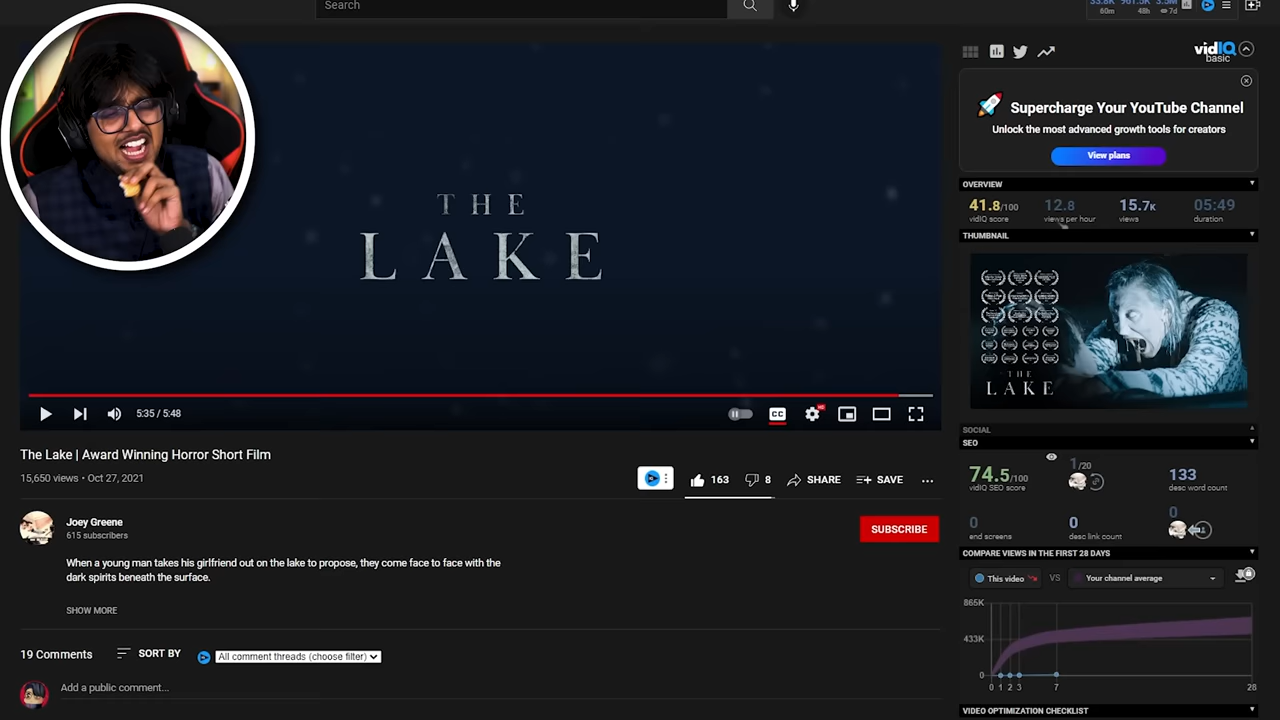 Search
60m
48h
7d
vidIQ
basic
Supercharge Your YouTube Channel
Unlock the most advanced growth tools for creators
View plans
THE
LAKE
OVERVIEW
41.8/100
12.8
15.7K
05:49
vidIQ score
views per hour
views
duration
THUMBNAIL
THE
LAKE
5:35 / 5:48
CC
HD
The Lake | Award Winning Horror Short Film
15,650 views • Oct 27, 2021
163
8
SHARE
SAVE
Joey Greene
615 subscribers
SUBSCRIBE
When a young man takes his girlfriend out on the lake to propose, they come face to face with the
dark spirits beneath the surface.
SHOW MORE
19 Comments
SORT BY
All comment threads (choose filter)
Add a public comment...
SOCIAL
SEO
74.5/100
vidIQ SEO score
1/20
133
desc word count
0
end screens
0
desc link count
0
COMPARE VIEWS IN THE FIRST 28 DAYS
This video
VS
Your channel average
865K
433K
0
0 1 2 3 7 28
VIDEO OPTIMIZATION CHECKLIST